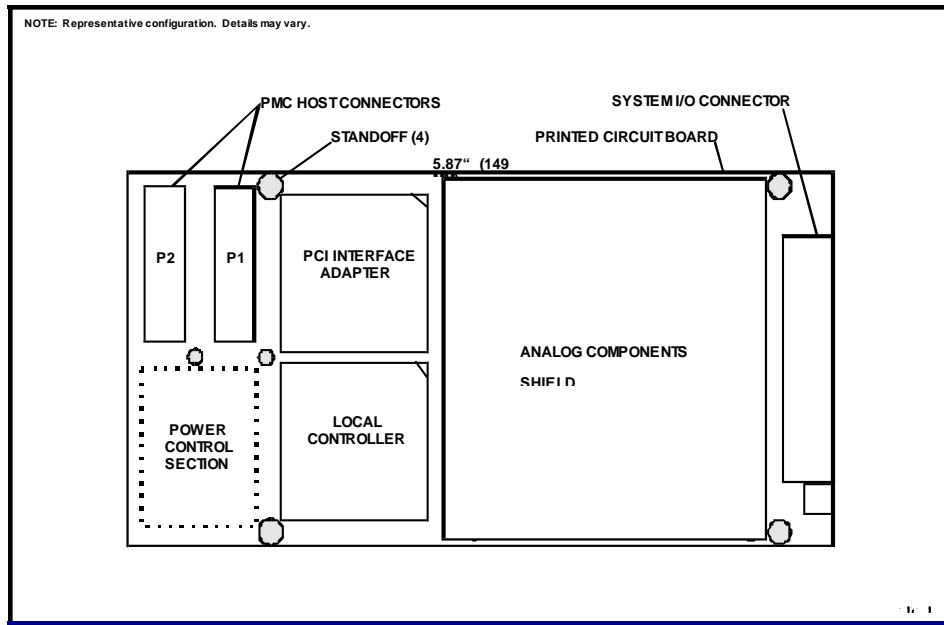 NOTE: Representative configuration. Details may vary.
PMC HOST CONNECTORS
SYSTEM I/O CONNECTOR
STANDOFF (4)
PRINTED CIRCUIT BOARD
5.87“ (149
P2
P1
PCI INTERFACE
ADAPTER
ANALOG COMPONENTS
SHIELD
LOCAL
CONTROLLER
POWER
CONTROL
SECTION